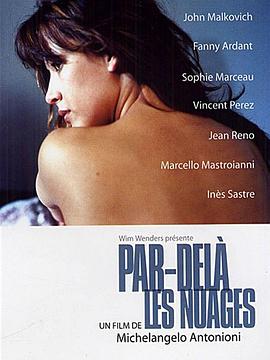 John Malkovich
Fanny Ardant
Sophie Marceau
Vincent Perez
Jean Reno
Marcello Mastroianni
Inès Sastre
Wim Wenders présente
PAR-DELÀ
LES NUAGES
UN FILM DE
Michelangelo Antonioni